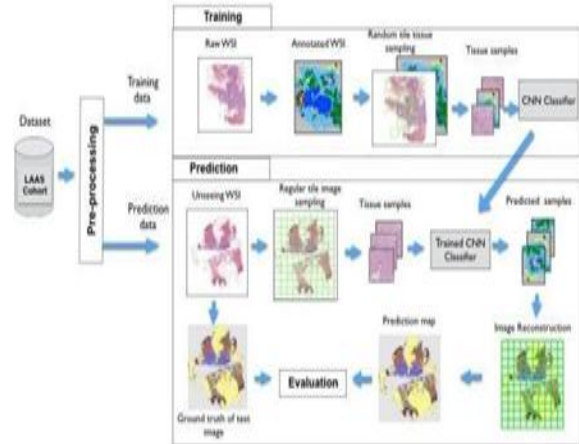 Training
Raw WSI
Annotated WSI
Random tile tissue
sampling
Tissue
samples
CNN Classifier
Training
data
Dataset
LAAS
Cohort
Pre-processing
Prediction
data
Prediction
Unseeing WSI
Regular tile image
sampling
Tissue samples
Trained CNN
Classifier
Predicted samples
Prediction map
Image Reconstruction
Evaluation
Ground truth of test
image